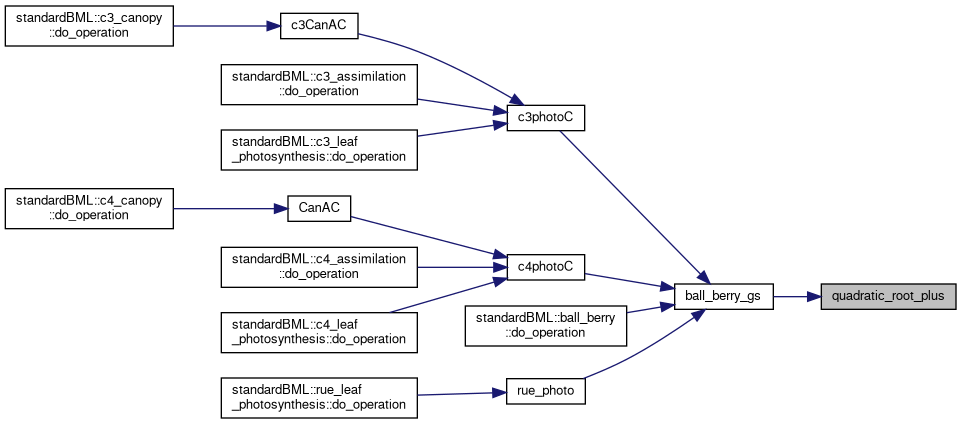 standardBML::c3_canopy
::do_operation
c3CanAC
standardBML::c3_assimilation
::do_operation
c3photoC
standardBML::c3_leaf
_photosynthesis::do_operation
standardBML::c4_canopy
::do_operation
CanAC
standardBML::c4_assimilation
::do_operation
c4photoC
ball_berry_gs
quadratic_root_plus
standardBML::c4_leaf
_photosynthesis::do_operation
standardBML::ball_berry
::do_operation
standardBML::rue_leaf
_photosynthesis::do_operation
rue_photo